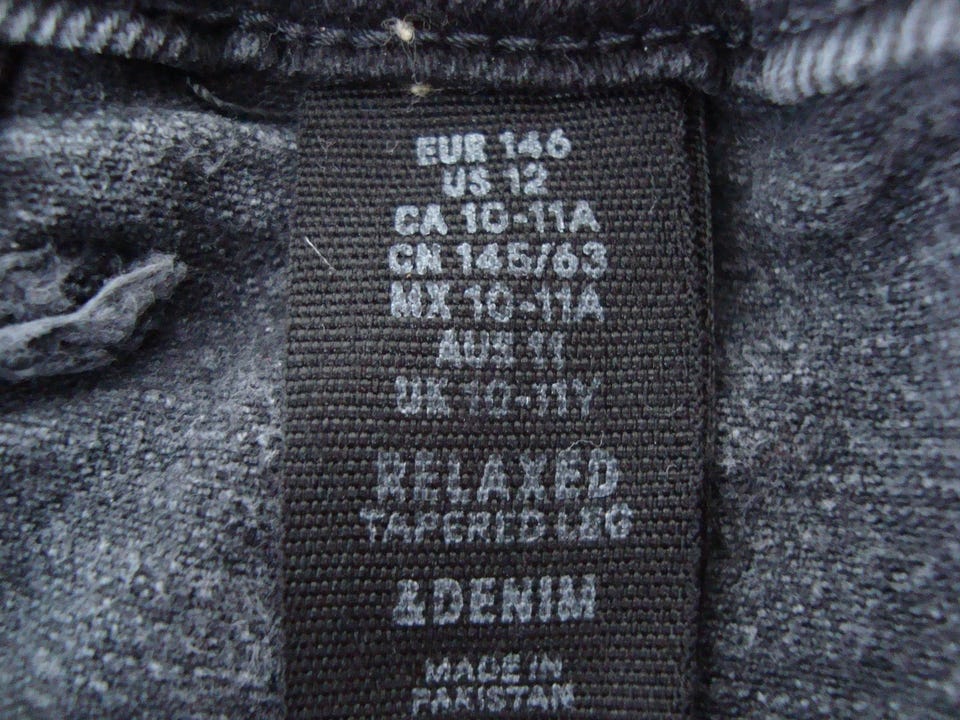 EUR 146
US 12
CA 10-11A
CN 145/63
MX 10-11A
AUS 11
UK 10-11Y
RELAXED
TAPERED LEG
&DENIM
MADE IN
PAKISTAN